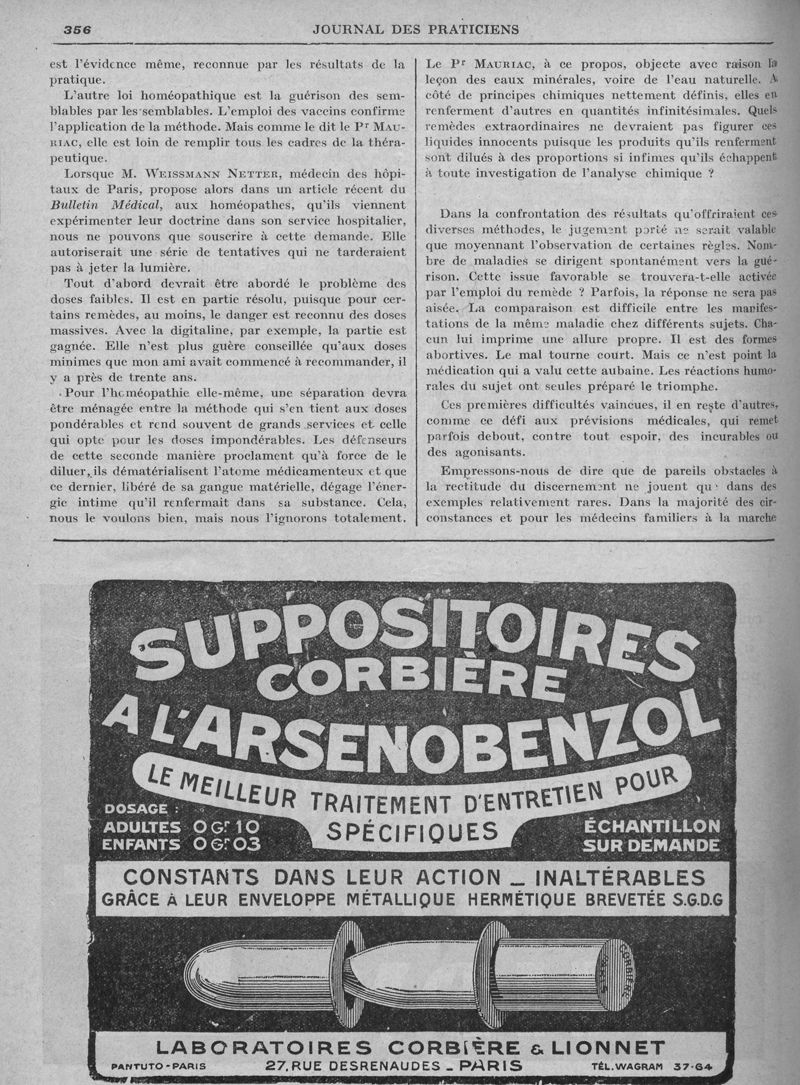 356
JOURNAL DES PRATICIENS
est l'évidence même, reconnue par les résultats de la
pratique.
L'autre loi homéopathique est la guérison des sem-
blables par les semblables. L'emploi des vaccins confirme
l'application de la méthode. Mais comme le dit le Pr MAU-
RIAC, elle est loin de remplir tous les cadres de la théra-
peutique.
Lorsque M. WEISSMANN NETTER, médecin des hôpi-
taux de Paris, propose alors dans un article récent du
Bulletin Médical, aux homéopathes, qu'ils viennent
expérimenter leur doctrine dans son service hospitalier,
nous ne pouvons que souscrire à cette demande. Elle
autoriserait une série de tentatives qui ne tarderaient
pas à jeter la lumière.
Tout d'abord devrait être abordé le problème des
doses faibles. Il est en partie résolu, puisque pour cer-
tains remèdes, au moins, le danger est reconnu des doses
massives. Avec la digitaline, par exemple, la partie est
gagnée. Elle n'est plus guère conseillée qu'aux doses
minimes que mon ami avait commencé à recommander, il
y a près de trente ans.
Pour l'homéopathie elle-même, une séparation devra
être ménagée entre la méthode qui s'en tient aux doses
pondérables et rend souvent de grands services et celle
qui opte pour les doses impondérables. Les défenseurs
de cette seconde manière proclament qu'à force de le
diluer, ils dématérialisent l'atome médicamenteux et que
ce dernier, libéré de sa gangue matérielle, dégage l'éner-
gie intime qu'il renfermait dans sa substance. Cela,
nous le voulons bien, mais nous l'ignorons totalement.
Le Pr MAURIAC, à ce propos, objecte avec raison la
leçon des eaux minérales, voire de l'eau naturelle. A
côté de principes chimiques nettement définis, elles en
renferment d'autres en quantités infinitésimales. Quels
remèdes extraordinaires ne devraient pas figurer ces
liquides innocents puisque les produits qu'ils renferment
sont dilués à des proportions si infimes qu'ils échappent
à toute investigation de l'analyse chimique ?
Dans la confrontation des résultats qu'offriraient ces
diverses méthodes, le jugement porté ne serait valable
que moyennant l'observation de certaines règles. Nom-
bre de maladies se dirigent spontanément vers la gué-
rison. Cette issue favorable se trouvera-t-elle activée
par l'emploi du remède ? Parfois, la réponse ne sera pas
aisée. La comparaison est difficile entre les manifes-
tations de la même maladie chez différents sujets. Cha-
cun lui imprime une allure propre. Il est des formes
abortives. Le mal tourne court. Mais ce n'est point la
médication qui a valu cette aubaine. Les réactions humo-
rales du sujet ont seules préparé le triomphe.
Ces premières difficultés vaincues, il en reste d'autres,
comme ce défi aux prévisions médicales, qui remet
parfois debout, contre tout espoir, des incurables ou
des agonisants.
Empressons-nous de dire que de pareils obstacles à
la rectitude du discernement ne jouent que dans des
exemples relativement rares. Dans la majorité des cir-
constances et pour les médecins familiers à la marche
SUPPOSITOIRES
CORBIÈRE
A L'ARSENOBENZOL
LE MEILLEUR TRAITEMENT D'ENTRETIEN POUR
SPÉCIFIQUES
DOSAGE :
ADULTES 0 Gr 10
ENFANTS 0 Gr 03
ÉCHANTILLON
SUR DEMANDE
CONSTANTS DANS LEUR ACTION _ INALTÉRABLES
GRÂCE A LEUR ENVELOPPE MÉTALLIQUE HERMÉTIQUE BREVETÉE S.G.D.G
CORBIÈRE
LABORATOIRES CORBIÈRE & LIONNET
PANTUTO-PARIS
27, RUE DESRENAUDES _ PARIS
TÉL. WAGRAM 37-64